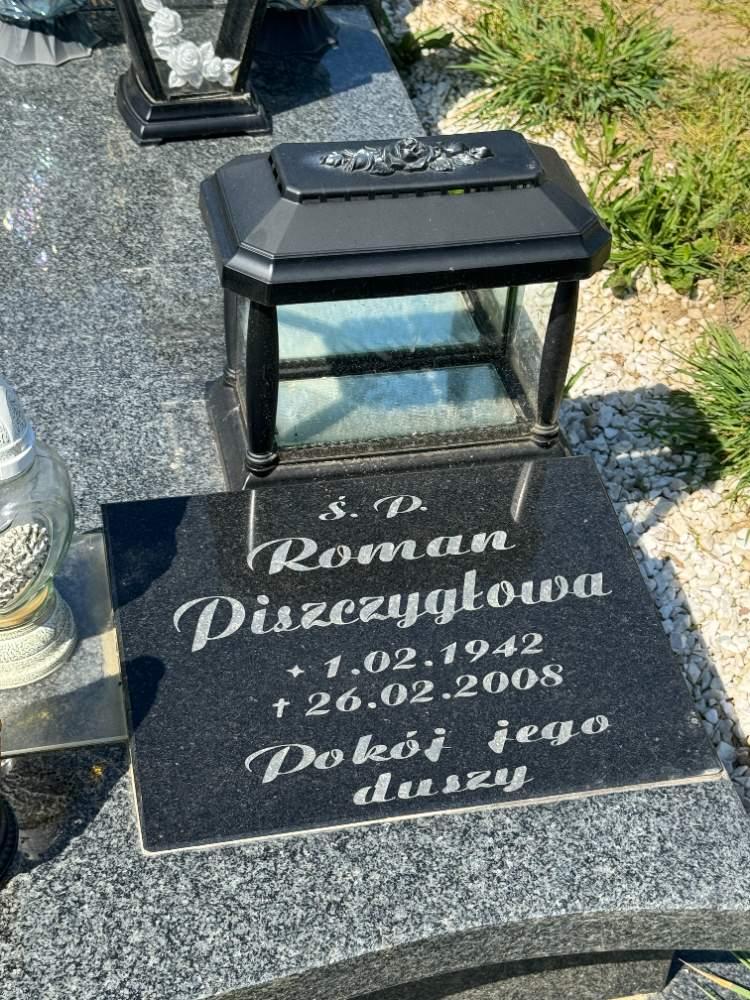 Ś. P.
Roman
Piszczygłowa
+ 1.02.1942
† 26.02.2008
Pokój jego
duszy